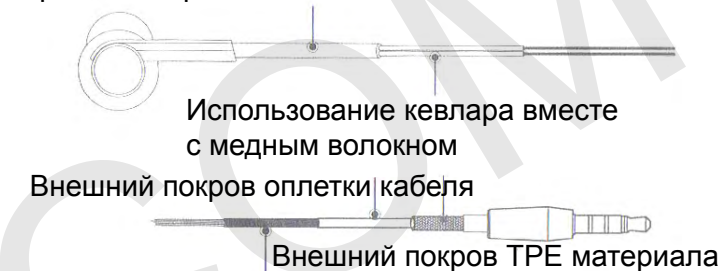 Использование кевлара вместе
с медным волокном
Внешний покров оплетки кабеля
Внешний покров TPE материала